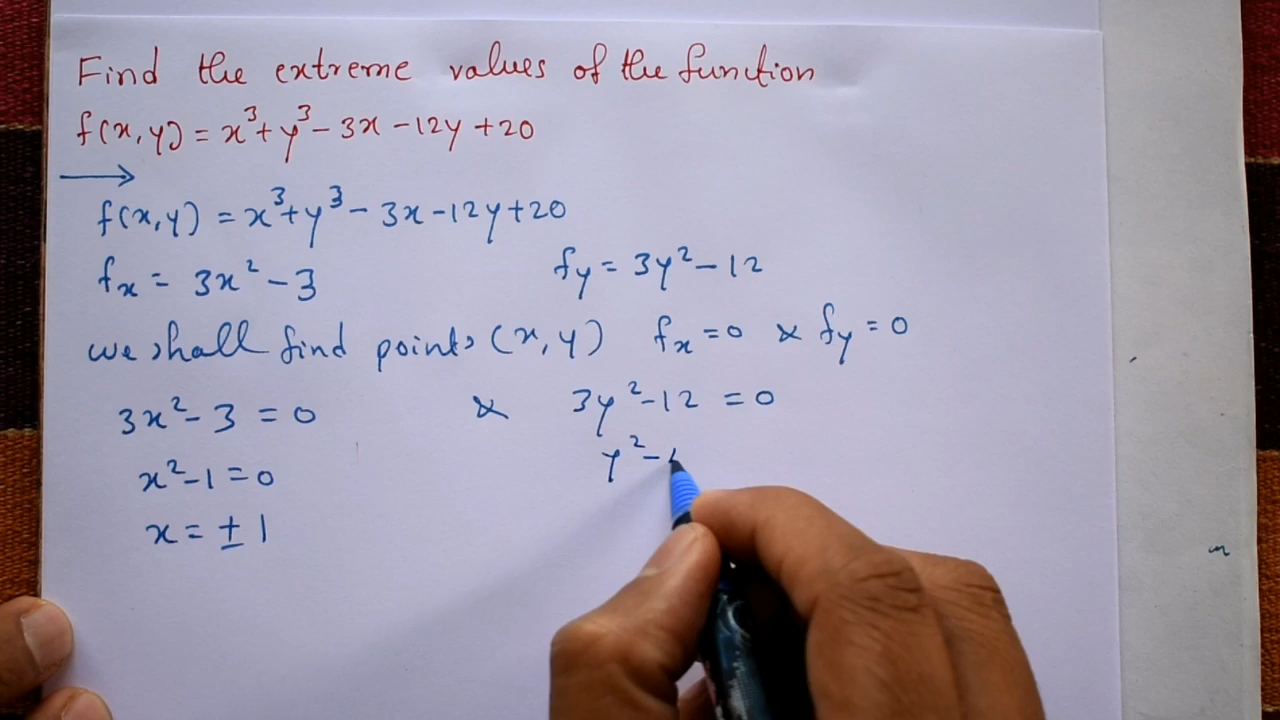 Find the extreme values of the function
f(x,y) = x³+y³-3x-12y+20
→
f(x,y) = x³+y³-3x-12y+20
fx = 3x²-3 fy = 3y²-12
we shall find points (x,y) fx=0 & fy=0
3x²-3=0 & 3y²-12=0
x²-1=0 y²-
x=±1